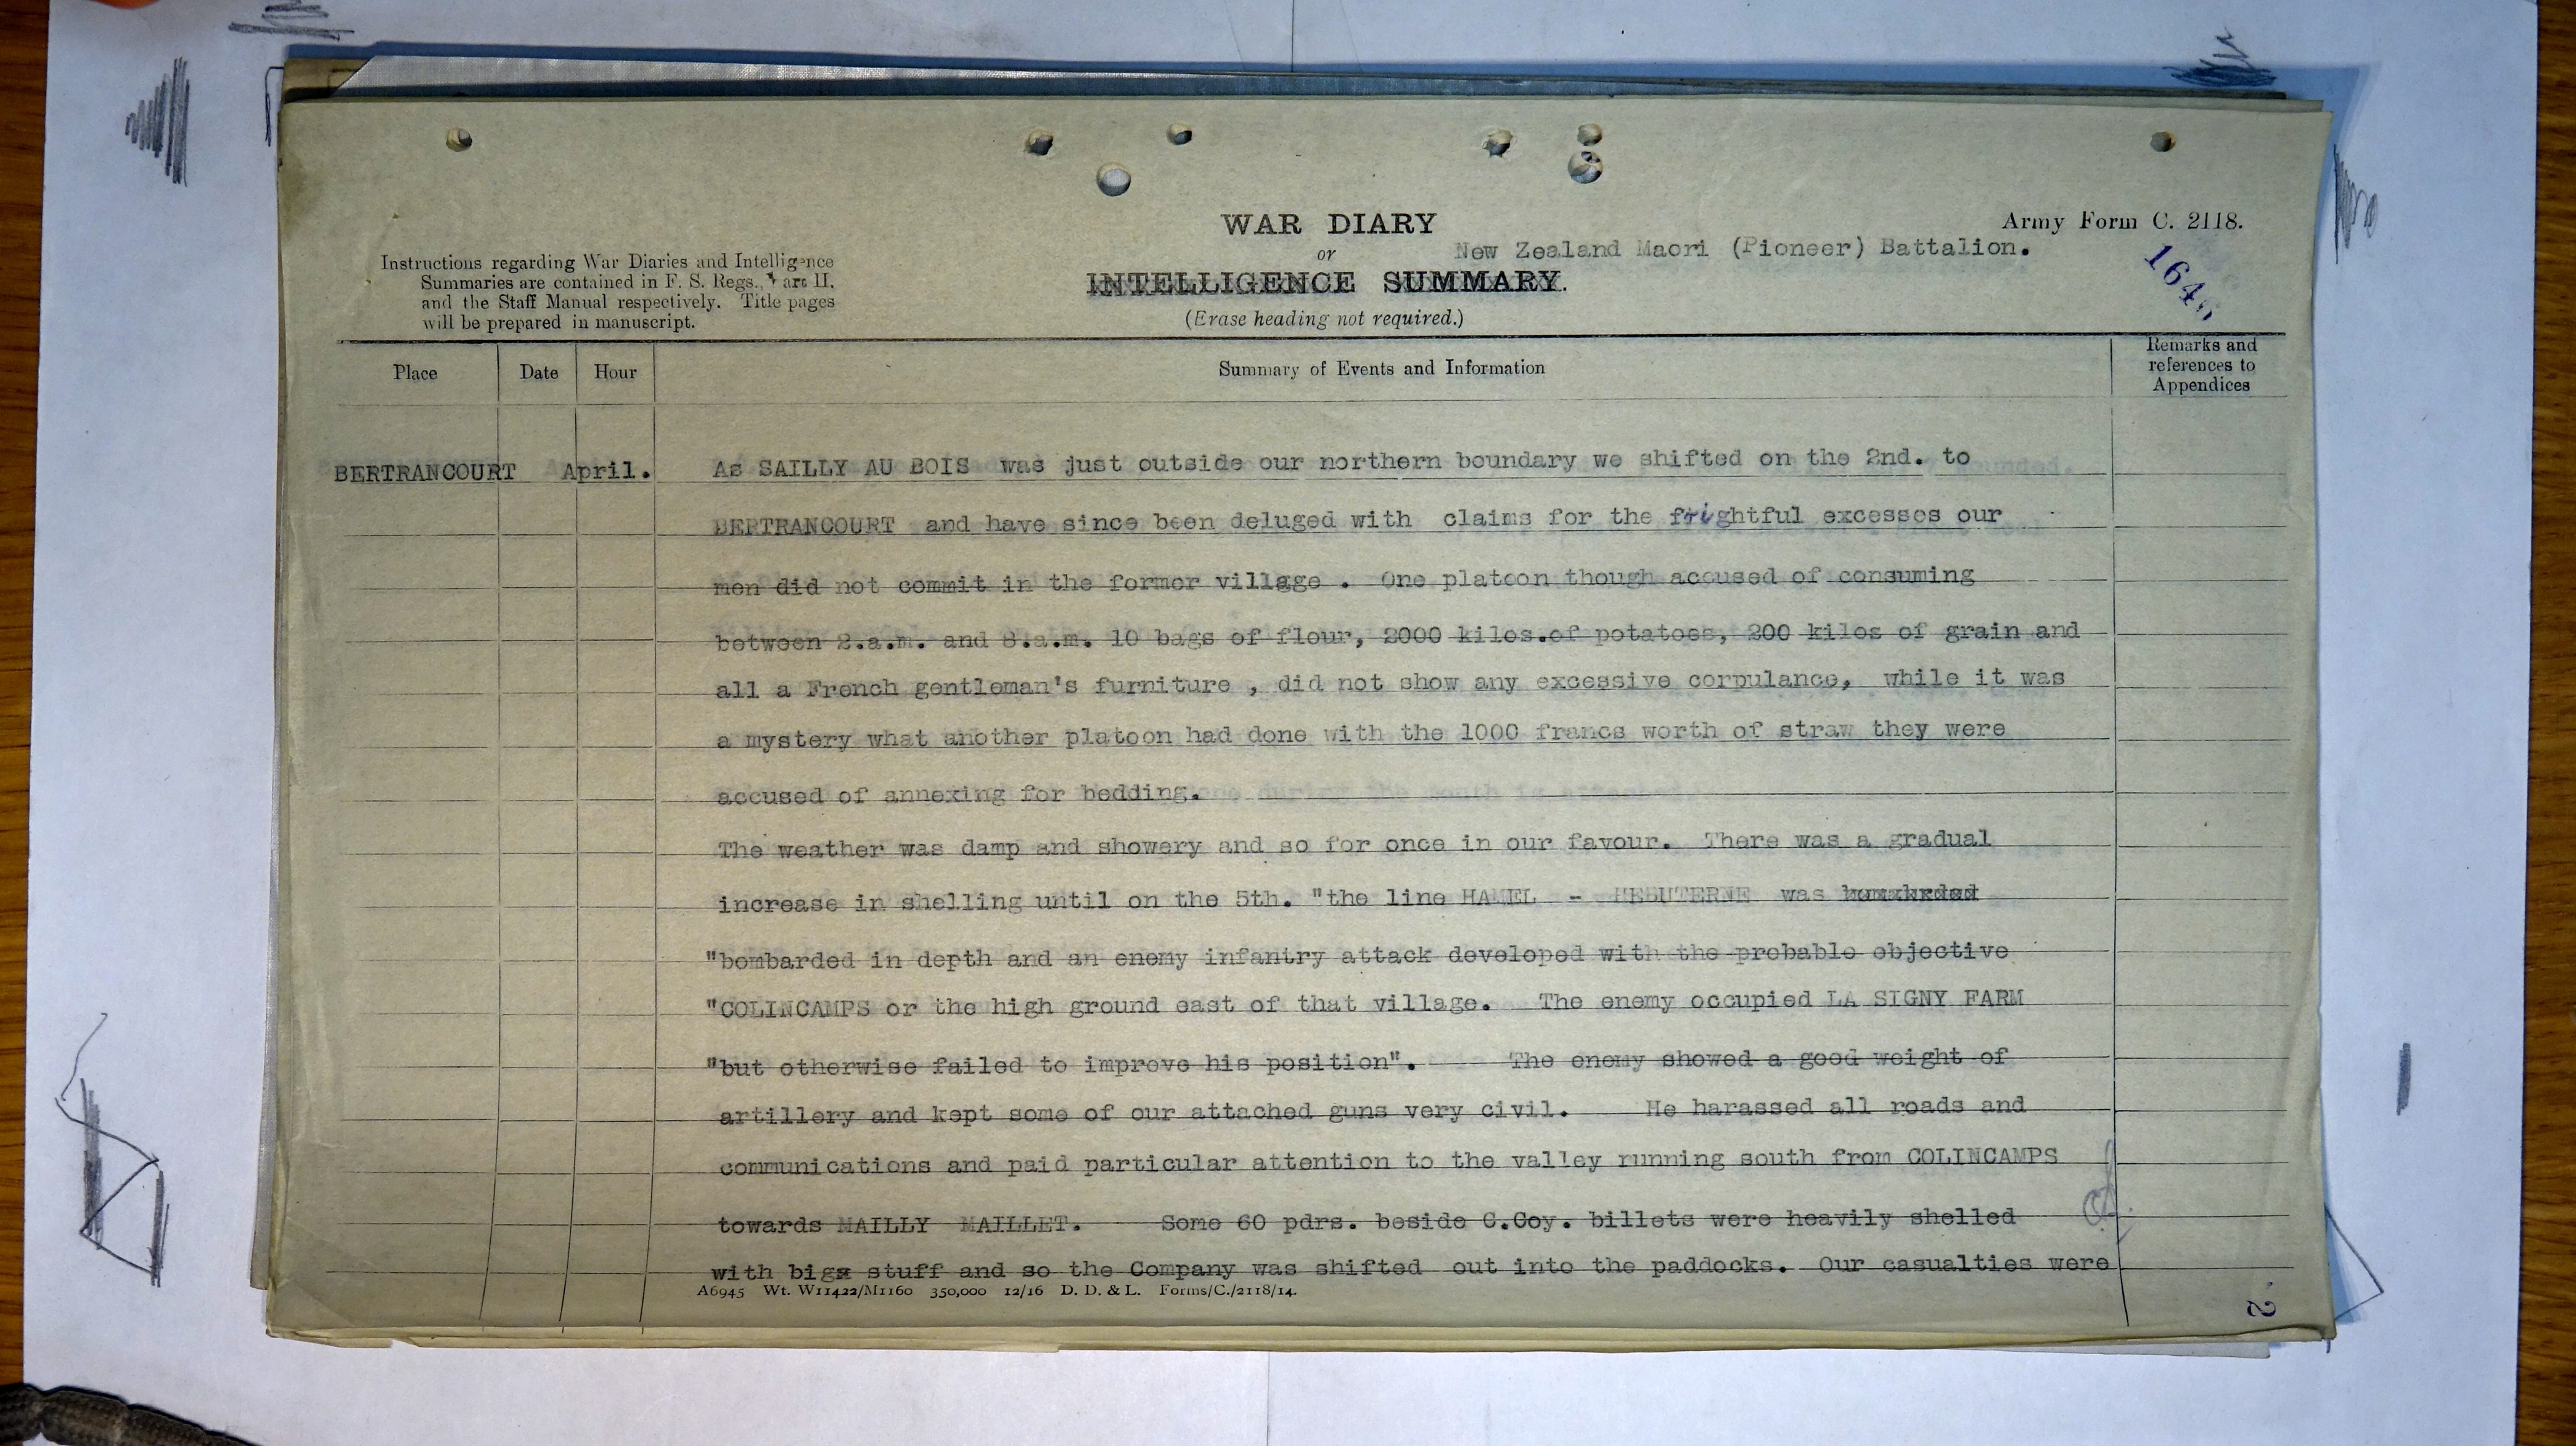 WAR DIARY
or
INTELLIGENCE SUMMARY.
(Erase heading not required.)
New Zealand Maori (Pioneer) Battalion.
Army Form C. 2118.
Instructions regarding War Diaries and Intelligence
Summaries are contained in F. S. Regs., Part II.
and the Staff Manual respectively. Title pages
will be prepared in manuscript.
Place Date Hour Summary of Events and Information Remarks and references to Appendices
BERTRANCOURT April. As SAILLY AU BOIS was just outside our northern boundary we shifted on the 2nd. to
BERTRANCOURT and have since been deluged with claims for the frightful excesses our
men did not commit in the former village . One platoon though accused of consuming
between 2.a.m. and 8.a.m. 10 bags of flour, 2000 kilos.of potatoes, 200 kilos of grain and
all a French gentleman's furniture , did not show any excessive corpulance, while it was
a mystery what another platoon had done with the 1000 francs worth of straw they were
accused of annexing for bedding.
The weather was damp and showery and so for once in our favour. There was a gradual
increase in shelling until on the 5th. "the line HAMEL - HEBUTERNE was
"bombarded in depth and an enemy infantry attack developed with the probable objective
"COLINCAMPS or the high ground east of that village. The enemy occupied LA SIGNY FARM
"but otherwise failed to improve his position". The enemy showed a good weight of
artillery and kept some of our attached guns very civil. He harassed all roads and
communications and paid particular attention to the valley running south from COLINCAMPS
towards MAILLY MAILLET. Some 60 pdrs. beside C.Coy. billets were heavily shelled
with big stuff and so the Company was shifted out into the paddocks. Our casualties were
A6945 Wt. W11422/M1160 350,000 12/16 D. D. & L. Forms/C./2118/14.
2